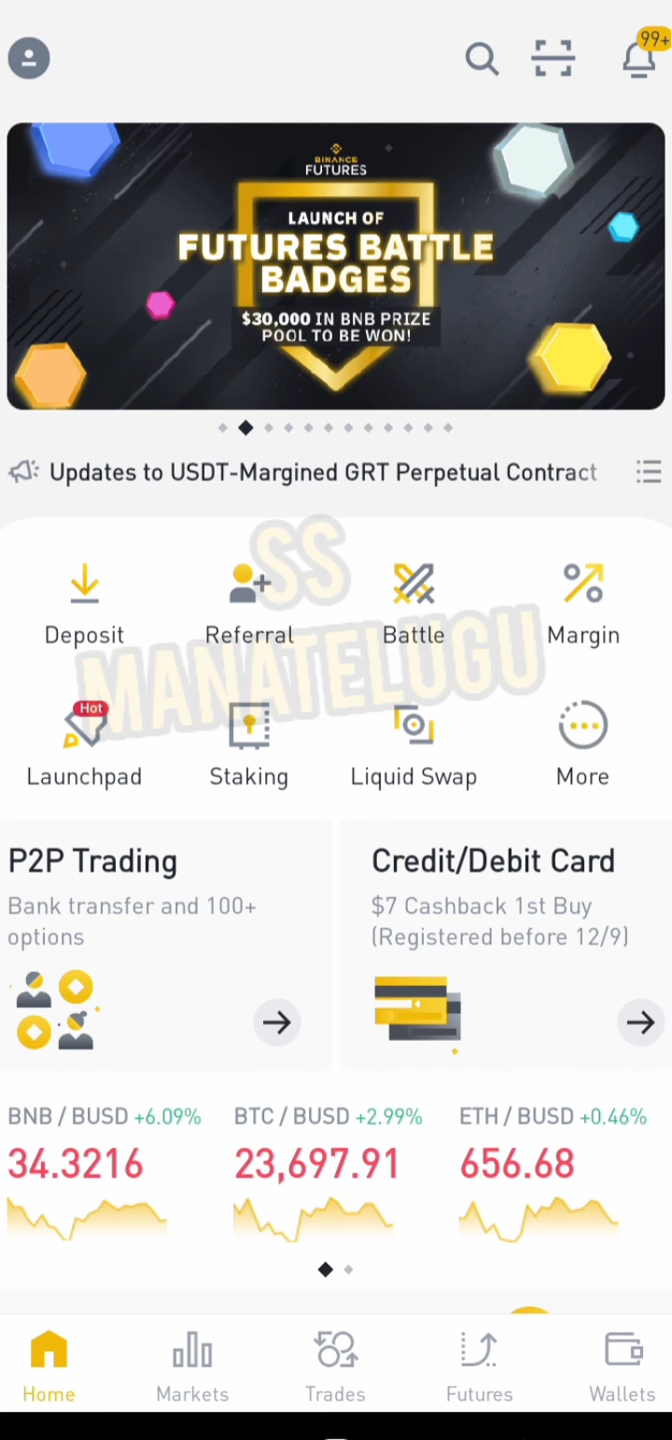 99+
BINANCE
FUTURES
LAUNCH OF
FUTURES BATTLE
BADGES
$30,000 IN BNB PRIZE
POOL TO BE WON!
Updates to USDT-Margined GRT Perpetual Contract
SS
MANATELUGU
Deposit
Referral
Battle
Margin
Hot
Launchpad
Staking
Liquid Swap
More
P2P Trading
Bank transfer and 100+
options
Credit/Debit Card
$7 Cashback 1st Buy
(Registered before 12/9)
BNB / BUSD +6.09%
34.3216
BTC / BUSD +2.99%
23,697.91
ETH / BUSD +0.46%
656.68
Home
Markets
Trades
Futures
Wallets